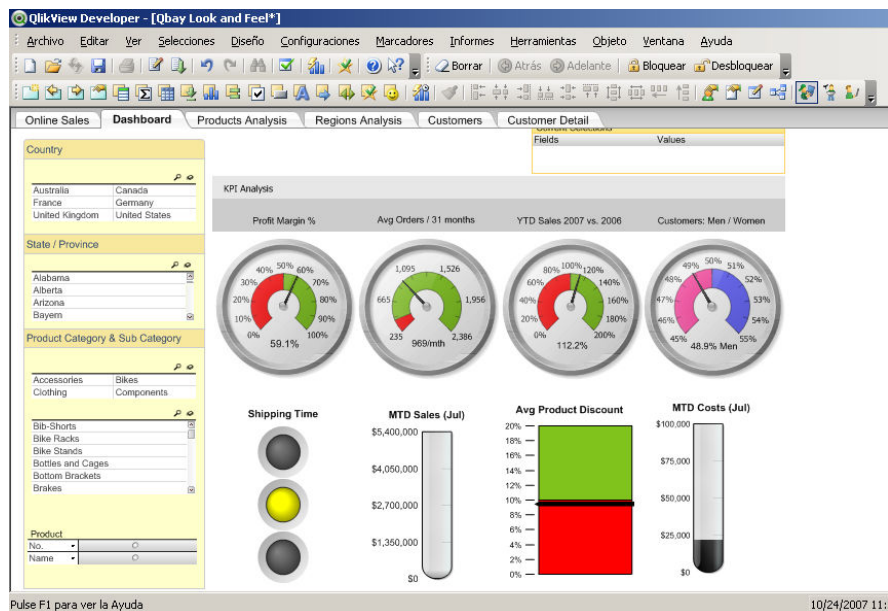 QlikView Developer - [Qbay Look and Feel*]
Archivo Editar Ver Selecciones Diseño Configuraciones Marcadores Informes Herramientas Objeto Ventana Ayuda
Borrar Atrás Adelante Bloquear Desbloquear
Online Sales Dashboard Products Analysis Regions Analysis Customers Customer Detail
Current Selections
Fields Values
Country
Australia Canada
France Germany
United Kingdom United States
State / Province
Alabama
Alberta
Arizona
Bayern
Product Category & Sub Category
Accessories Bikes
Clothing Components
Bib-Shorts
Bike Racks
Bike Stands
Bottles and Cages
Bottom Brackets
Brakes
Product
No.
Name
KPI Analysis
Profit Margin % Avg Orders / 31 months YTD Sales 2007 vs. 2006 Customers: Men / Women
0% 10% 20% 30% 40% 50% 60% 70% 80% 90% 100%
59.1%
235 665 1,095 1,526 1,956 2,386
969/mth
0% 20% 40% 60% 80% 100% 120% 140% 160% 180% 200%
112.2%
45% 46% 47% 48% 49% 50% 51% 52% 53% 54% 55%
48.9% Men
Shipping Time
MTD Sales (Jul)
$5,400,000
$4,050,000
$2,700,000
$1,350,000
$0
Avg Product Discount
20%
18%
16%
14%
12%
10%
8%
6%
4%
2%
0%
MTD Costs (Jul)
$100,000
$75,000
$50,000
$25,000
$0
Pulse F1 para ver la Ayuda
10/24/2007 11: